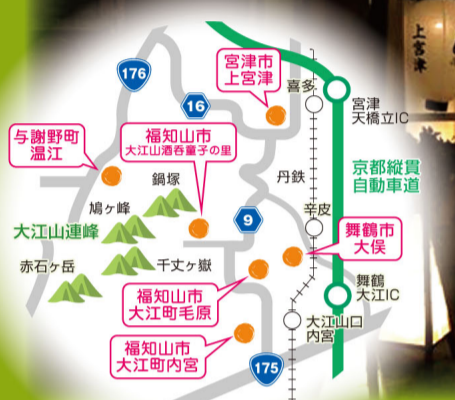 上宮津
176
16
宮津市
上宮津
喜多
宮津
天橋立IC
与謝野町
温江
福知山市
大江山酒呑童子の里
鍋塚
丹鉄
京都縦貫
自動車道
鳩ヶ峰
9
辛皮
大江山連峰
舞鶴市
大俣
赤石ヶ岳
千丈ヶ嶽
福知山市
大江町毛原
舞鶴
大江IC
大江山口
内宮
福知山市
大江町内宮
175